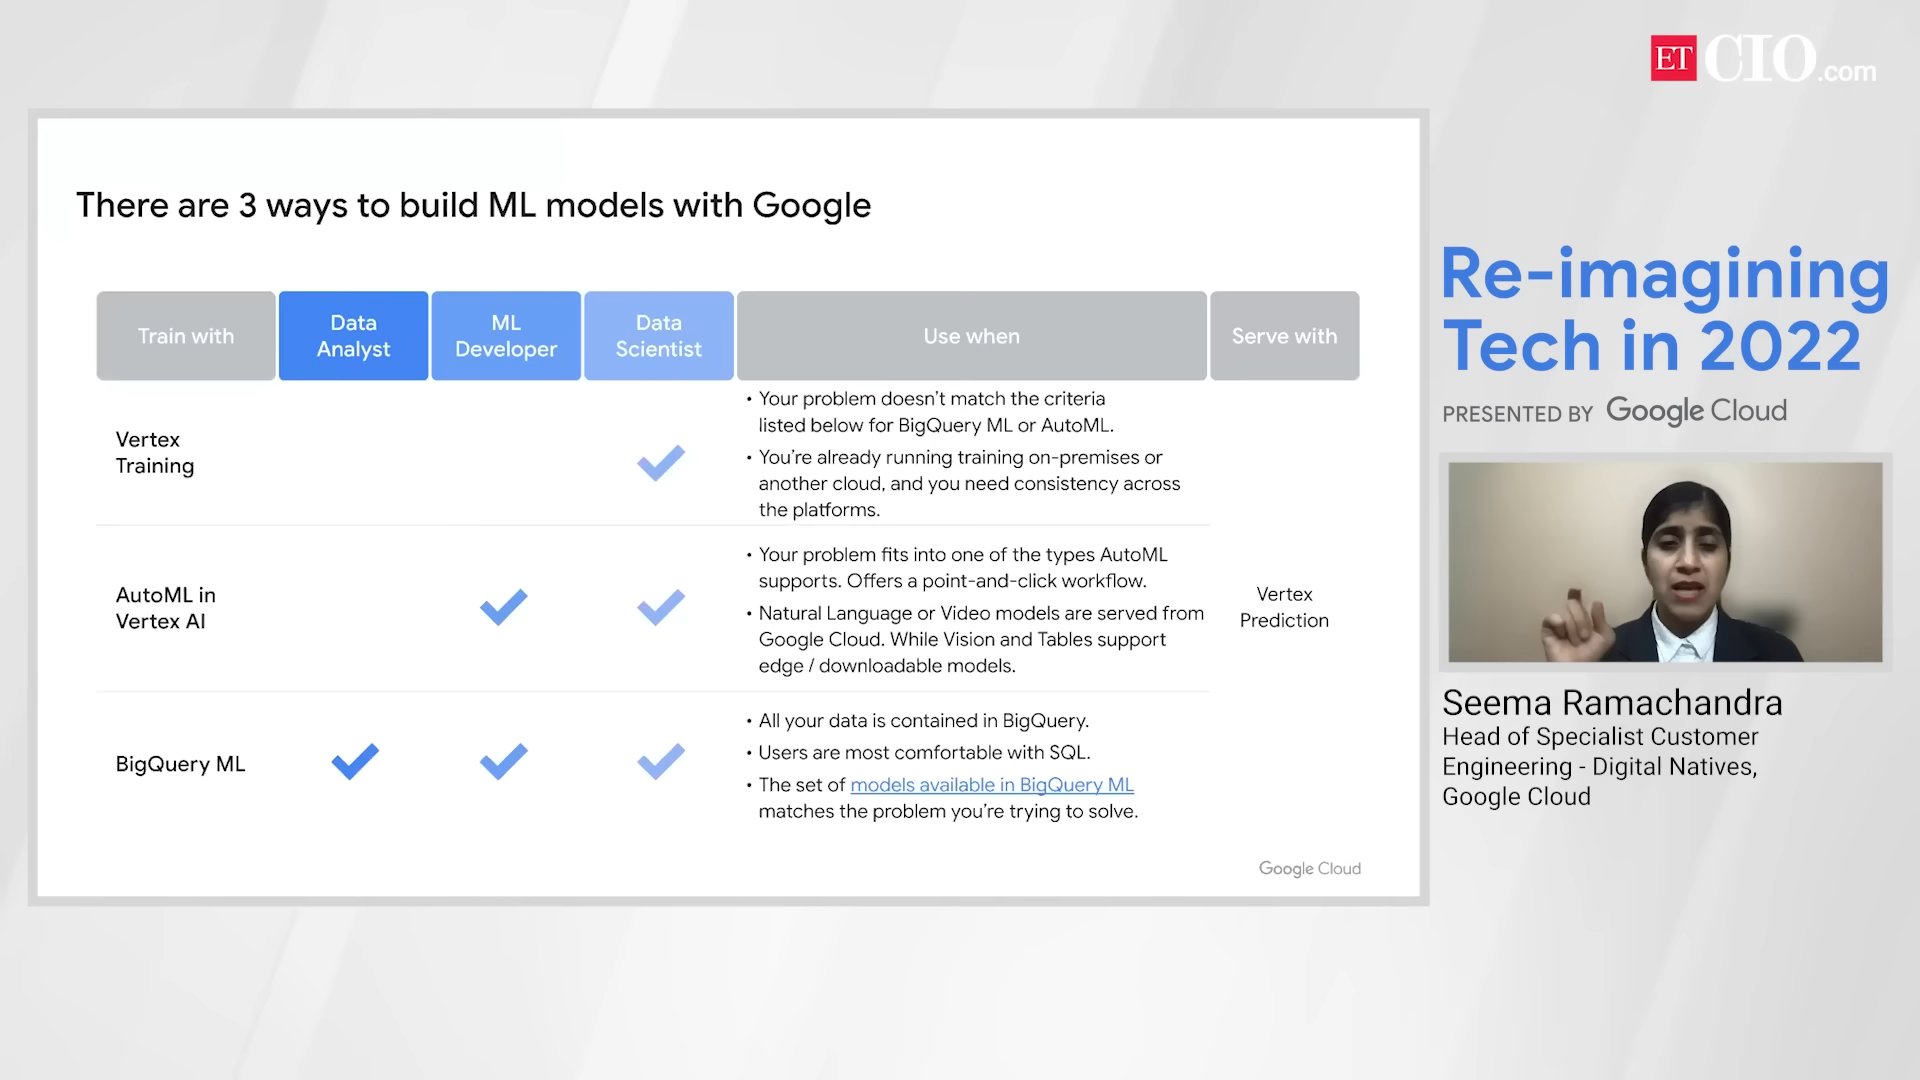 ET CIO.com
There are 3 ways to build ML models with Google
Train with
Data
Analyst
ML
Developer
Data
Scientist
Use when
Serve with
Vertex
Training
• Your problem doesn’t match the criteria
listed below for BigQuery ML or AutoML.
• You’re already running training on-premises or
another cloud, and you need consistency across
the platforms.
AutoML in
Vertex AI
• Your problem fits into one of the types AutoML
supports. Offers a point-and-click workflow.
• Natural Language or Video models are served from
Google Cloud. While Vision and Tables support
edge / downloadable models.
Vertex
Prediction
BigQuery ML
• All your data is contained in BigQuery.
• Users are most comfortable with SQL.
• The set of models available in BigQuery ML
matches the problem you’re trying to solve.
Google Cloud
Re-imagining
Tech in 2022
PRESENTED BY Google Cloud
Seema Ramachandra
Head of Specialist Customer
Engineering - Digital Natives,
Google Cloud